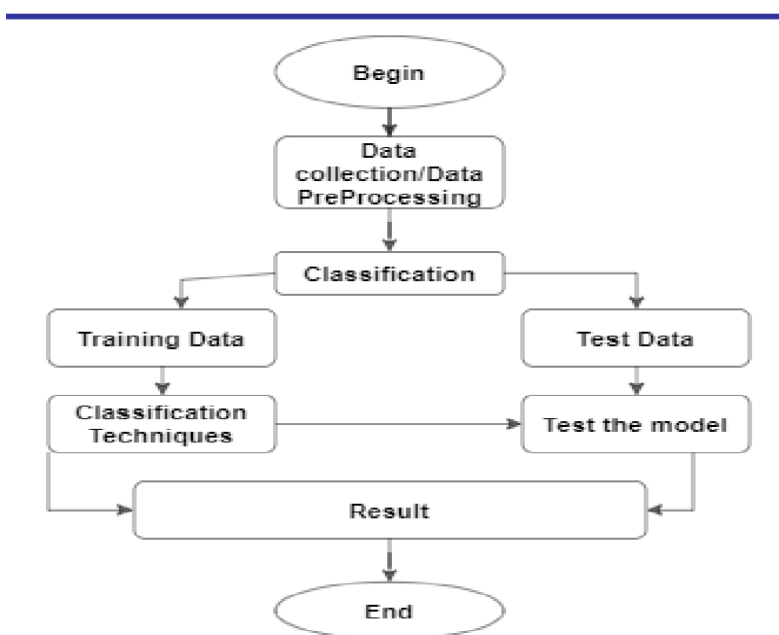 Begin
Data
collection/Data
PreProcessing
Classification
Training Data
Test Data
Classification
Techniques
Test the model
Result
End